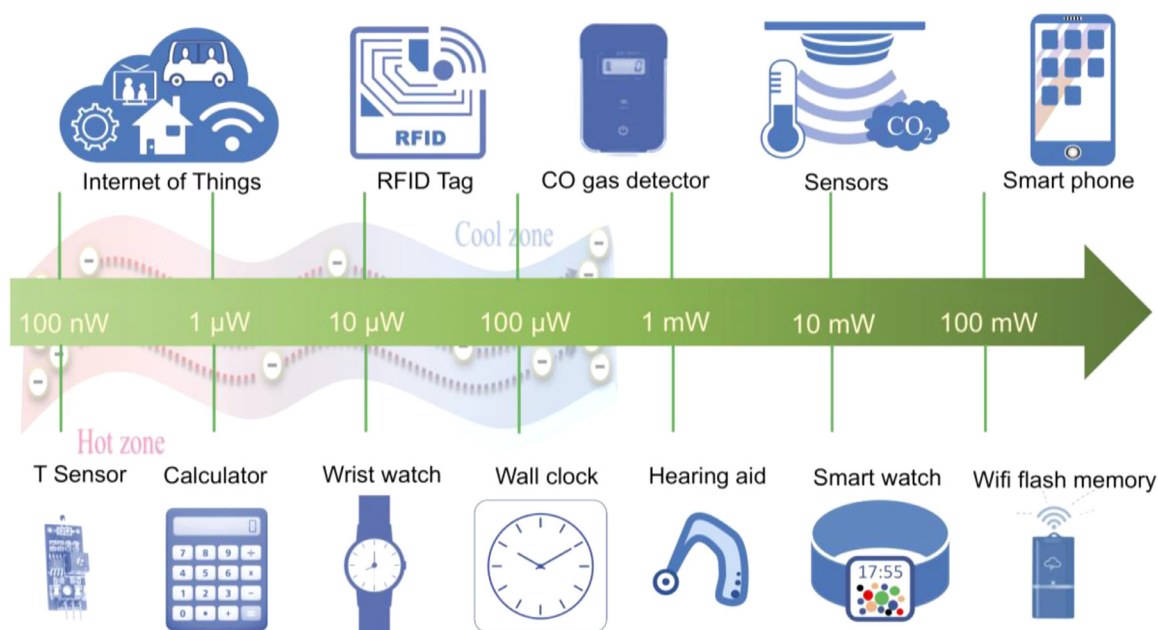 RFID
CO₂
Internet of Things
RFID Tag
CO gas detector
Sensors
Smart phone
Cool zone
100 nW
1 µW
10 µW
100 µW
1 mW
10 mW
100 mW
Hot zone
T Sensor
Calculator
Wrist watch
Wall clock
Hearing aid
Smart watch
Wifi flash memory
0
7 8 9 ÷
4 5 6 x
1 2 3 −
0 • + =
17:55